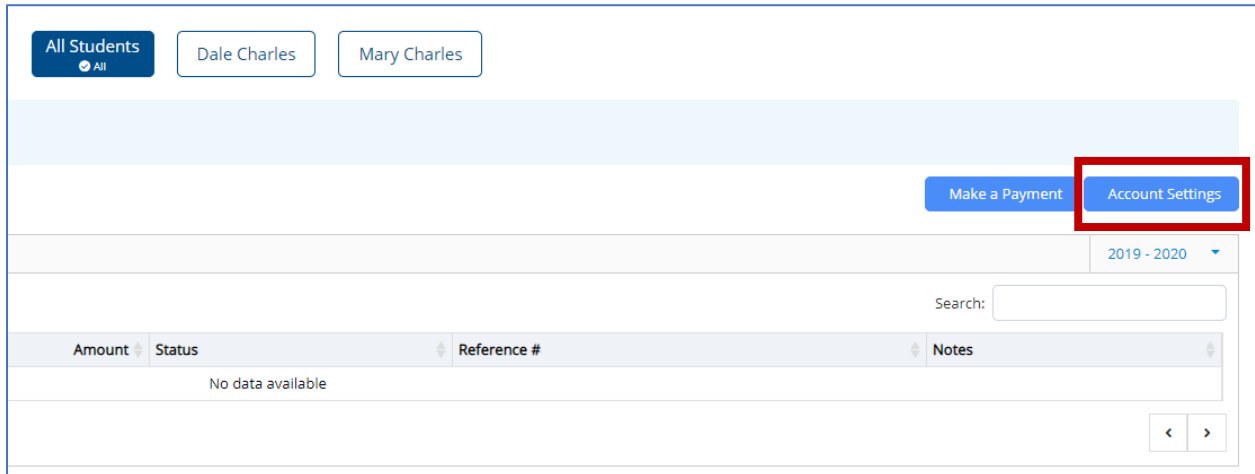 All Students
All
Dale Charles
Mary Charles
Make a Payment
Account Settings
2019 - 2020
Search:
Amount Status Reference # Notes
No data available